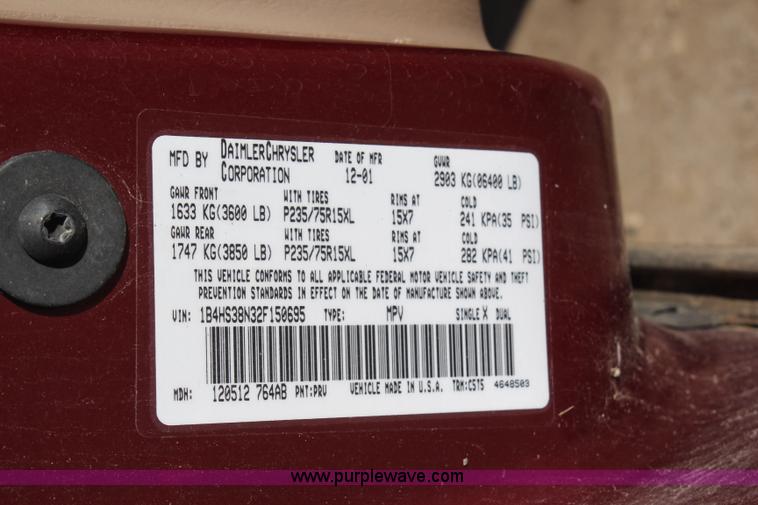 MFD BY DAIMLERCHRYSLER CORPORATION DATE OF MFR 12-01 GVWR 2903 KG(06400 LB)
GAWR FRONT WITH TIRES RIMS AT COLD
1633 KG(3600 LB) P235/75R15XL 15X7 241 KPA(35 PSI)
GAWR REAR WITH TIRES RIMS AT COLD
1747 KG(3850 LB) P235/75R15XL 15X7 282 KPA(41 PSI)
THIS VEHICLE CONFORMS TO ALL APPLICABLE FEDERAL MOTOR VEHICLE SAFETY AND THEFT
PREVENTION STANDARDS IN EFFECT ON THE DATE OF MANUFACTURE SHOWN ABOVE.
VIN: 1B4HS38N32F150695 TYPE: MPV SINGLE X DUAL
MDH: 120512 764AB PNT:PRV VEHICLE MADE IN U.S.A. TRM:CST5 4648503
www.purplewave.com